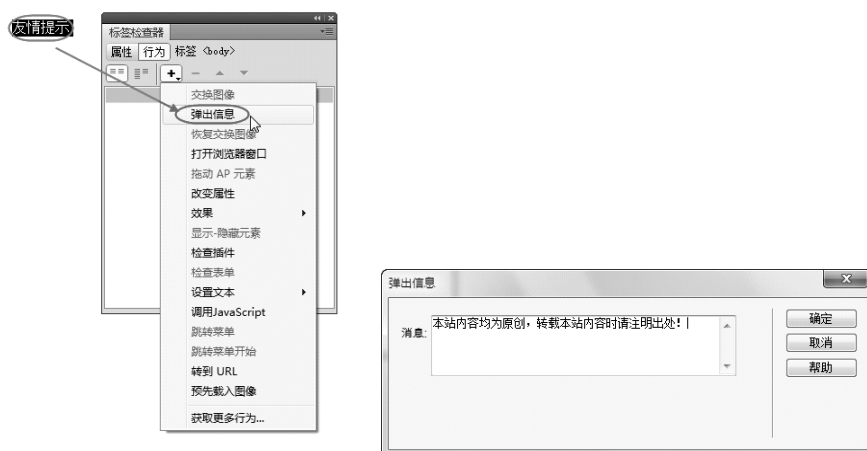 友情提示
标签检查器
属性 行为 标签 <body>
交换图像
弹出信息
恢复交换图像
打开浏览器窗口
拖动 AP 元素
改变属性
效果
显示-隐藏元素
检查插件
检查表单
设置文本
调用JavaScript
跳转菜单
跳转菜单开始
转到 URL
预先载入图像
获取更多行为...
弹出信息
消息: 本站内容均为原创，转载本站内容时请注明出处！
确定
取消
帮助